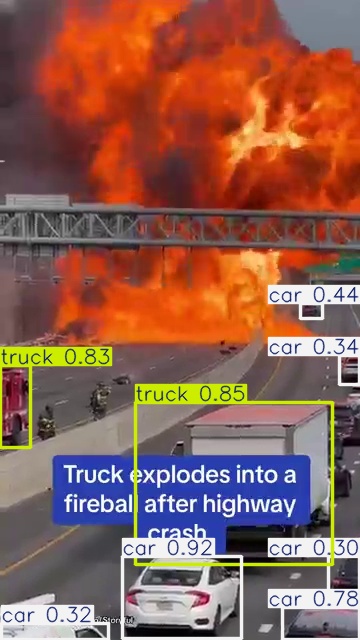 car 0.44
car 0.34
truck 0.83
truck 0.85
Truck explodes into a
fireball after highway
crash
car 0.92
car 0.30
car 0.78
car 0.32